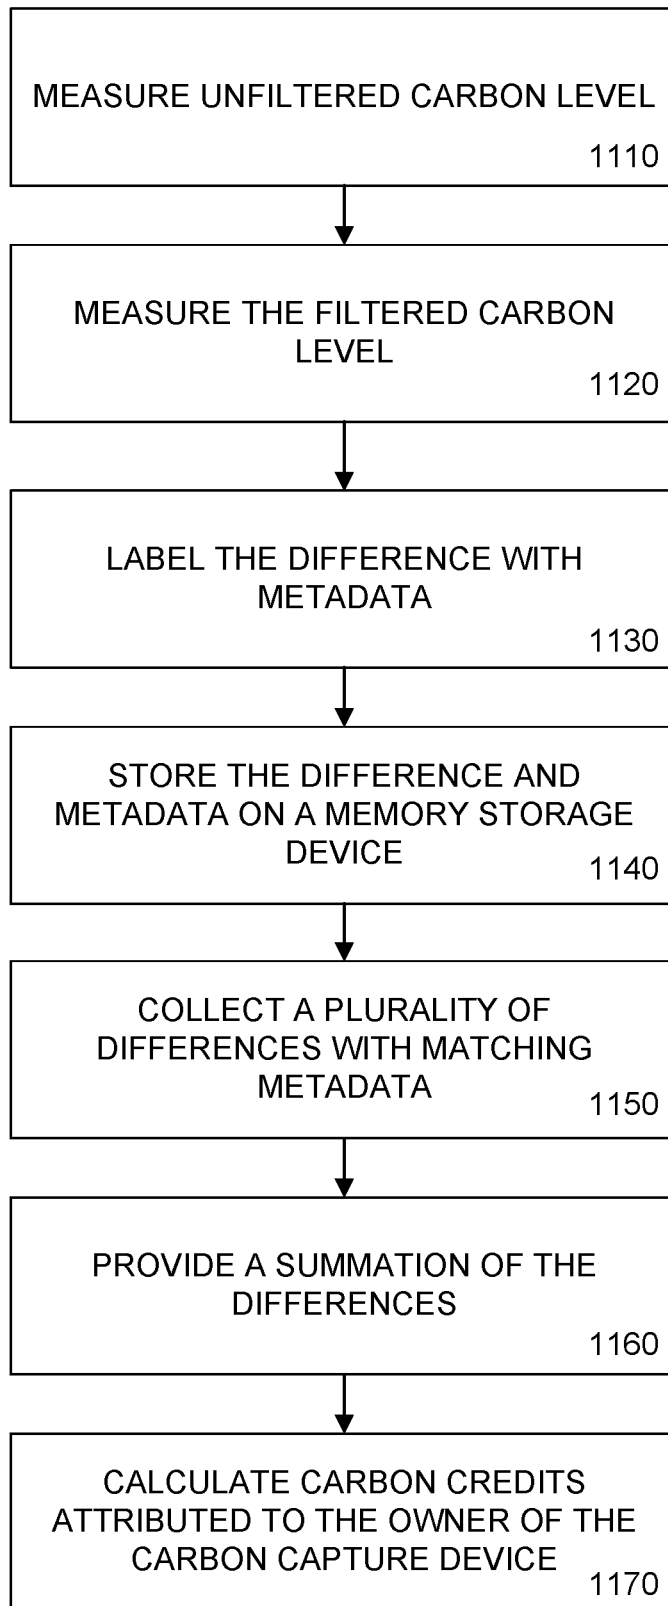 MEASURE UNFILTERED CARBON LEVEL
1110
MEASURE THE FILTERED CARBON
LEVEL
1120
LABEL THE DIFFERENCE WITH
METADATA
1130
STORE THE DIFFERENCE AND
METADATA ON A MEMORY STORAGE
DEVICE
1140
COLLECT A PLURALITY OF
DIFFERENCES WITH MATCHING
METADATA
1150
PROVIDE A SUMMATION OF THE
DIFFERENCES
1160
CALCULATE CARBON CREDITS
ATTRIBUTED TO THE OWNER OF THE
CARBON CAPTURE DEVICE
1170